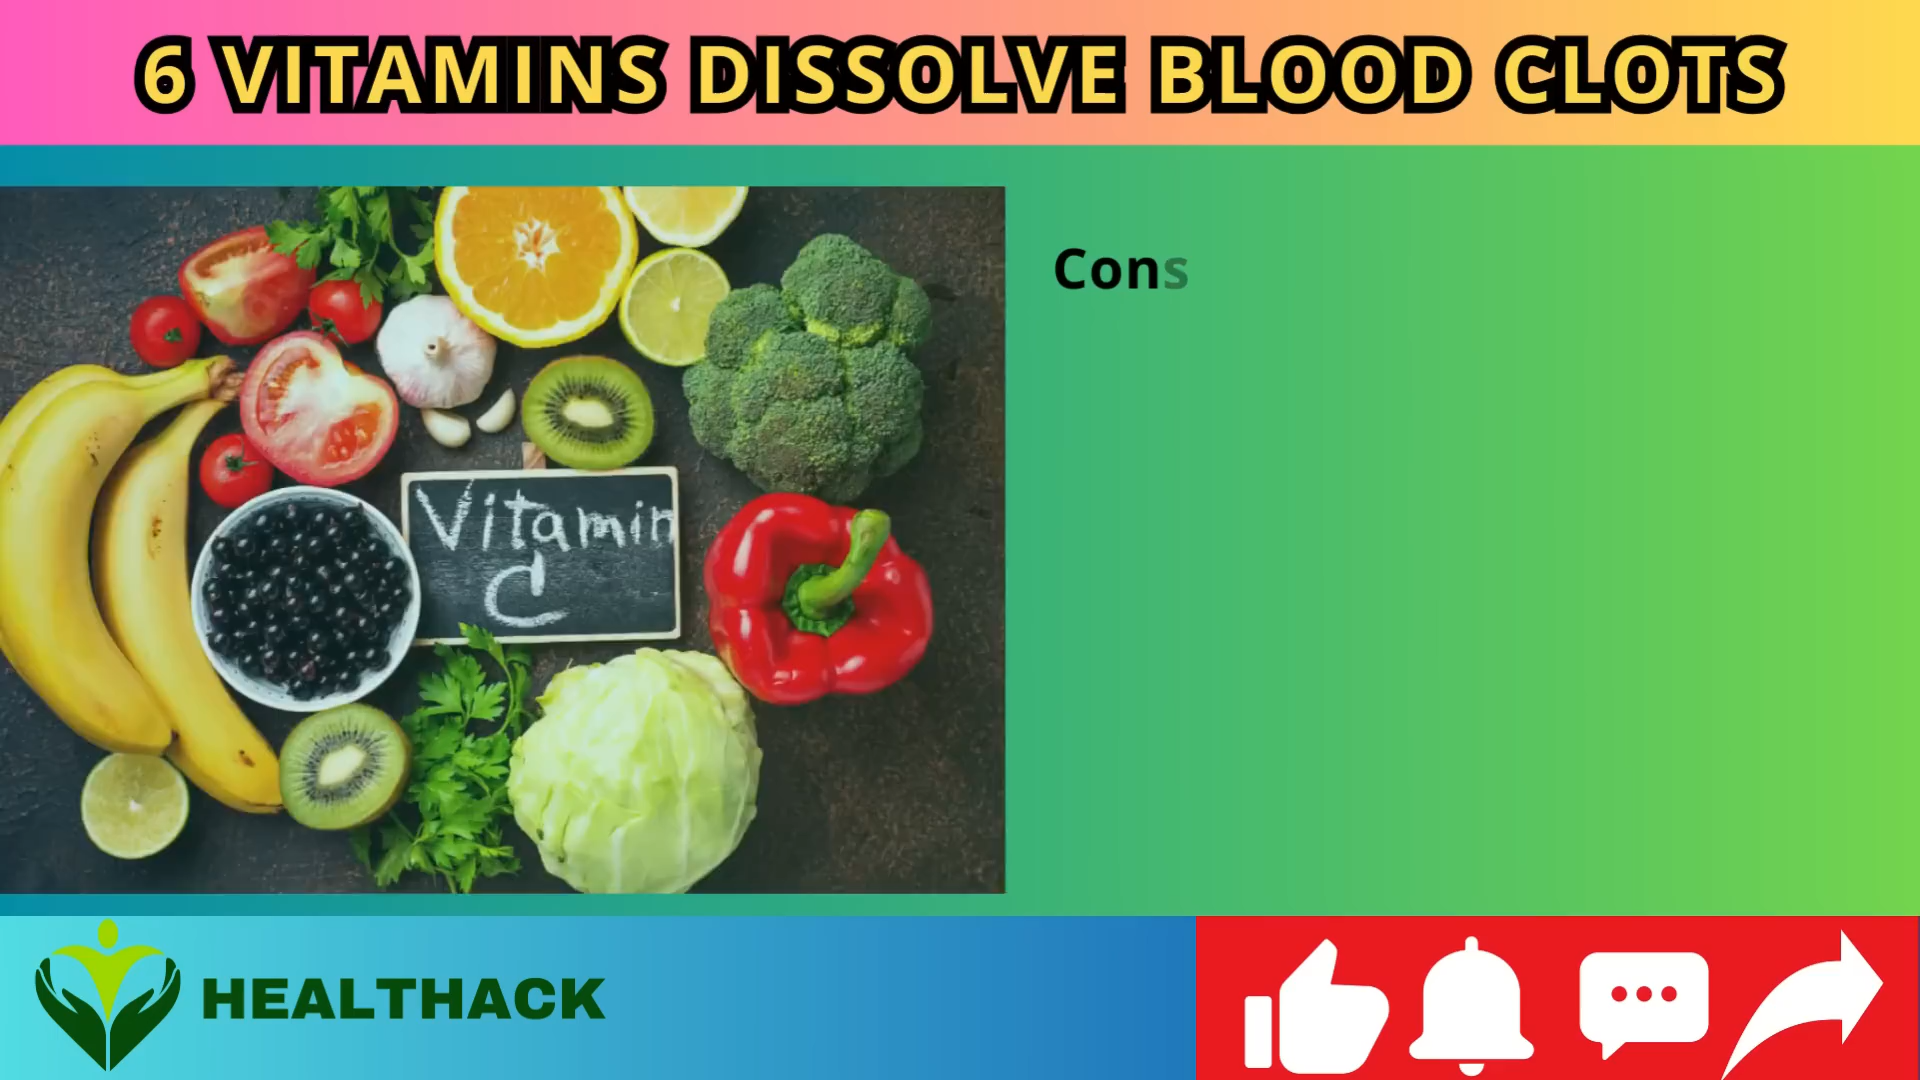 6 VITAMINS DISSOLVE BLOOD CLOTS
Cons
Vitamin
C
HEALTHACK